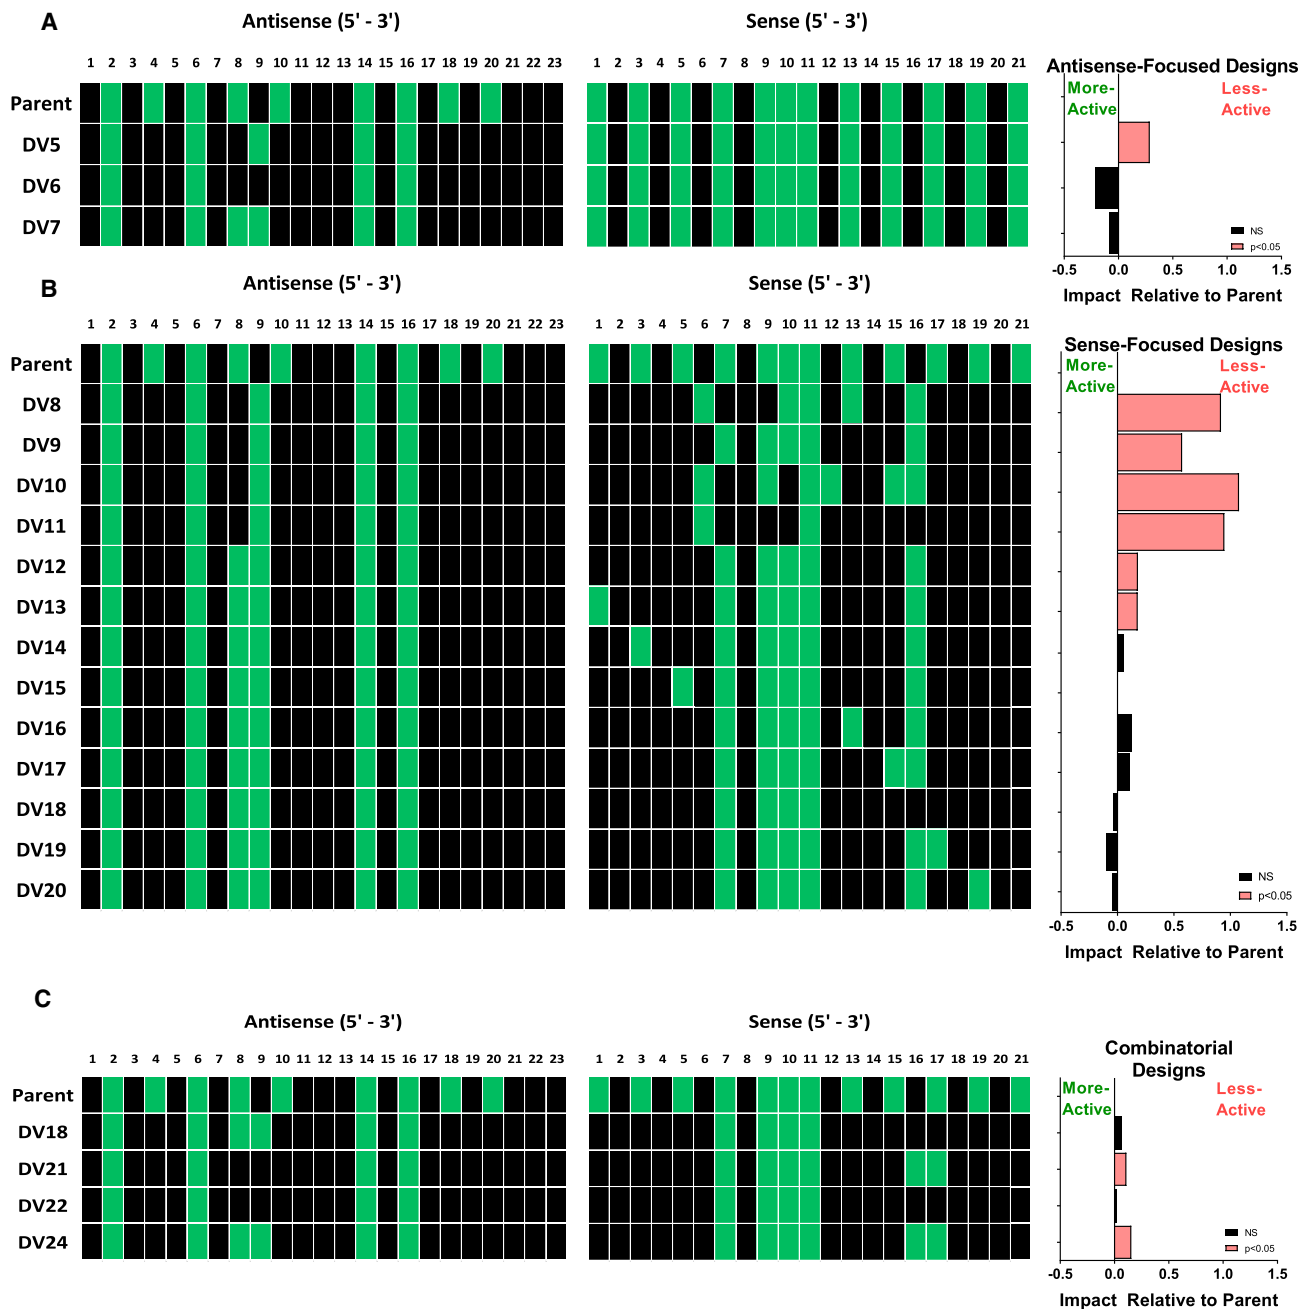 A
Antisense (5' - 3')
Sense (5' - 3')
1 2 3 4 5 6 7 8 9 10 11 12 13 14 15 16 17 18 19 20 21 22 23
1 2 3 4 5 6 7 8 9 10 11 12 13 14 15 16 17 18 19 20 21
Antisense-Focused Designs
More-Active
Less-Active
Parent
DV5
DV6
DV7
NS
p<0.05
-0.5 0.0 0.5 1.0 1.5
Impact Relative to Parent
B
Antisense (5' - 3')
Sense (5' - 3')
1 2 3 4 5 6 7 8 9 10 11 12 13 14 15 16 17 18 19 20 21 22 23
1 2 3 4 5 6 7 8 9 10 11 12 13 14 15 16 17 18 19 20 21
Sense-Focused Designs
More-Active
Less-Active
Parent
DV8
DV9
DV10
DV11
DV12
DV13
DV14
DV15
DV16
DV17
DV18
DV19
DV20
NS
p<0.05
-0.5 0.0 0.5 1.0 1.5
Impact Relative to Parent
C
Antisense (5' - 3')
Sense (5' - 3')
1 2 3 4 5 6 7 8 9 10 11 12 13 14 15 16 17 18 19 20 21 22 23
1 2 3 4 5 6 7 8 9 10 11 12 13 14 15 16 17 18 19 20 21
Combinatorial
Designs
More-Active
Less-Active
Parent
DV18
DV21
DV22
DV24
NS
p<0.05
-0.5 0.0 0.5 1.0 1.5
Impact Relative to Parent